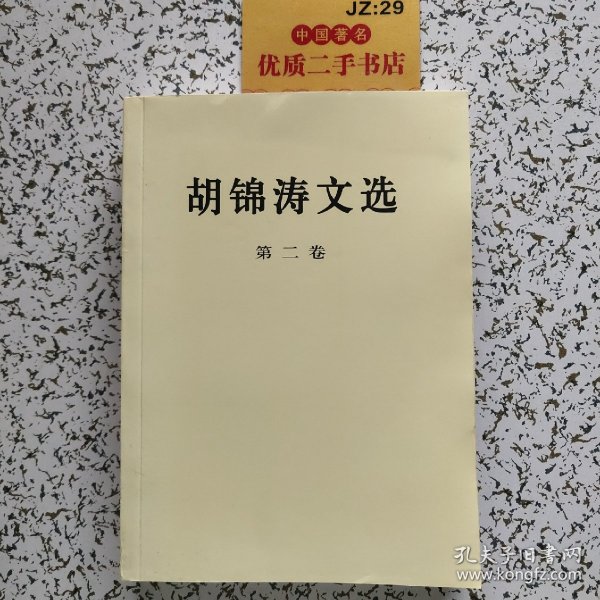 JZ:29
中国著名
优质二手书店
胡锦涛文选
第二卷
孔夫子旧书网
www.kongfz.com